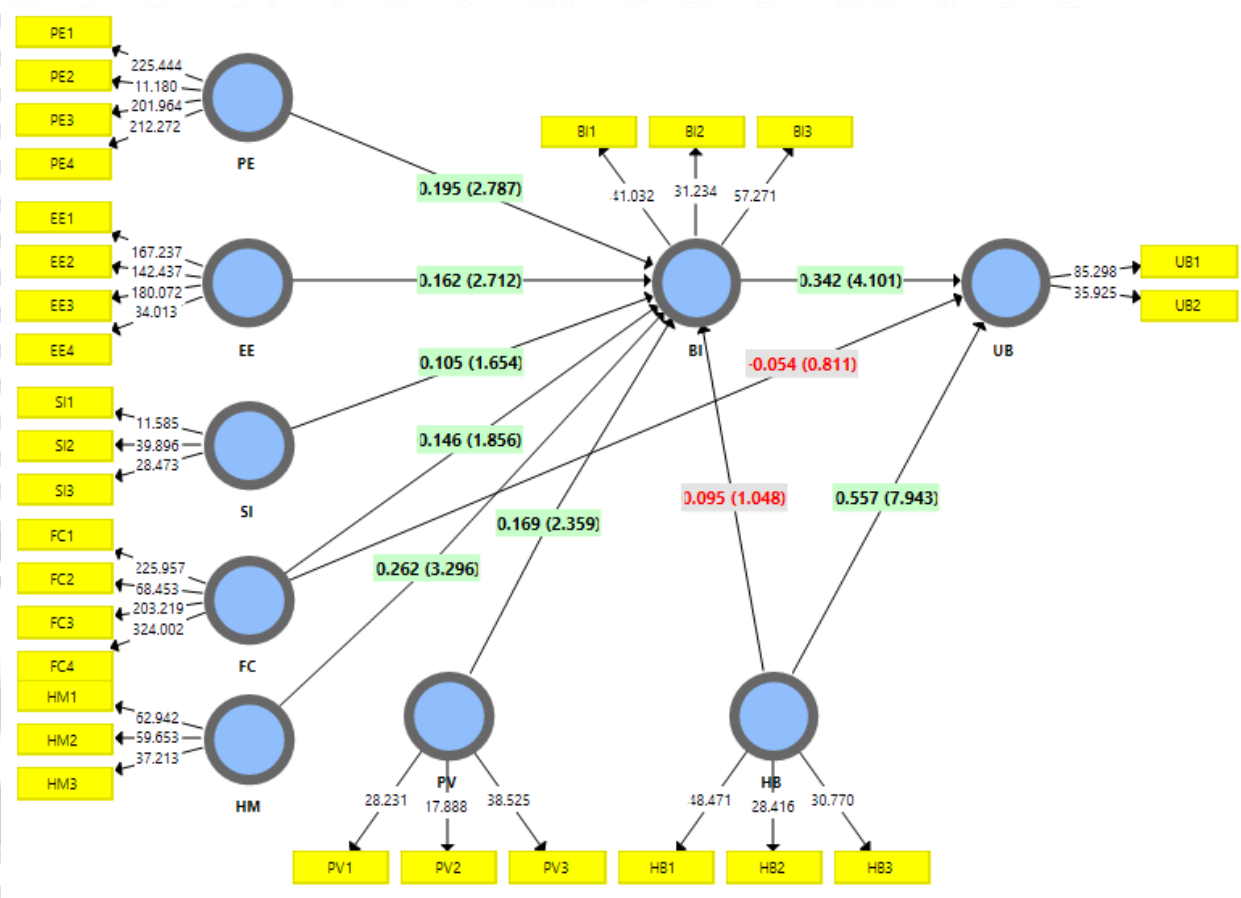 PE1
PE2
PE3
PE4
225.444
11.180
201.964
212.272
PE
EE1
EE2
EE3
EE4
167.237
142.437
180.072
34.013
EE
SI1
SI2
SI3
11.585
39.896
28.473
SI
FC1
FC2
FC3
FC4
225.957
68.453
203.219
324.002
FC
HM1
HM2
HM3
62.942
59.653
37.213
HM
0.195 (2.787)
0.162 (2.712)
0.105 (1.654)
0.146 (1.856)
0.262 (3.296)
0.169 (2.359)
BI1
BI2
BI3
41.032
31.234
57.271
BI
0.342 (4.101)
-0.054 (0.811)
0.095 (1.048)
0.557 (7.943)
UB
85.298
35.925
UB1
UB2
PV
28.231
17.888
38.525
PV1
PV2
PV3
HB
48.471
28.416
30.770
HB1
HB2
HB3